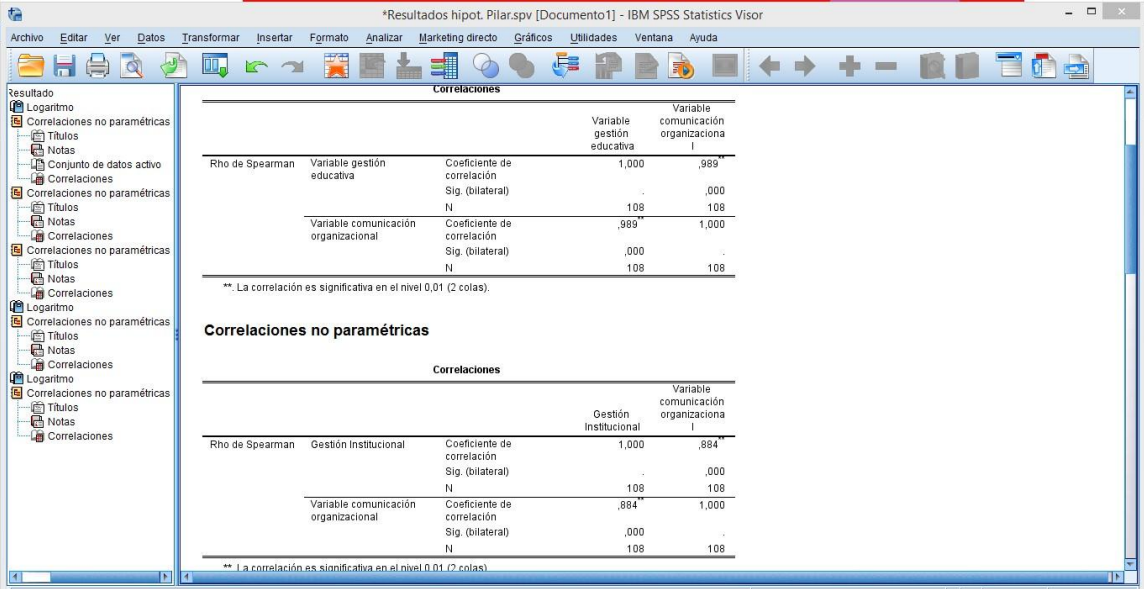 *Resultados hipot. Pilar.spv [Documento1] - IBM SPSS Statistics Visor
Archivo Editar Ver Datos Transformar Insertar Formato Analizar Marketing directo Gráficos Utilidades Ventana Ayuda
Resultado
Logaritmo
Correlaciones no paramétricas
Títulos
Notas
Conjunto de datos activo
Correlaciones
Correlaciones no paramétricas
Títulos
Notas
Correlaciones
Correlaciones no paramétricas
Títulos
Notas
Correlaciones
Logaritmo
Correlaciones no paramétricas
Títulos
Notas
Correlaciones
Logaritmo
Correlaciones no paramétricas
Títulos
Notas
Correlaciones
Correlaciones
Variable gestión educativa
Variable comunicación organizaciona l
Rho de Spearman Variable gestión educativa Coeficiente de correlación 1,000 ,989**
Sig. (bilateral) . ,000
N 108 108
Variable comunicación organizacional Coeficiente de correlación ,989** 1,000
Sig. (bilateral) ,000 .
N 108 108
**. La correlación es significativa en el nivel 0,01 (2 colas).
Correlaciones no paramétricas
Correlaciones
Gestión Institucional
Variable comunicación organizaciona l
Rho de Spearman Gestión Institucional Coeficiente de correlación 1,000 ,884**
Sig. (bilateral) . ,000
N 108 108
Variable comunicación organizacional Coeficiente de correlación ,884** 1,000
Sig. (bilateral) ,000 .
N 108 108
**. La correlación es significativa en el nivel 0,01 (2 colas).